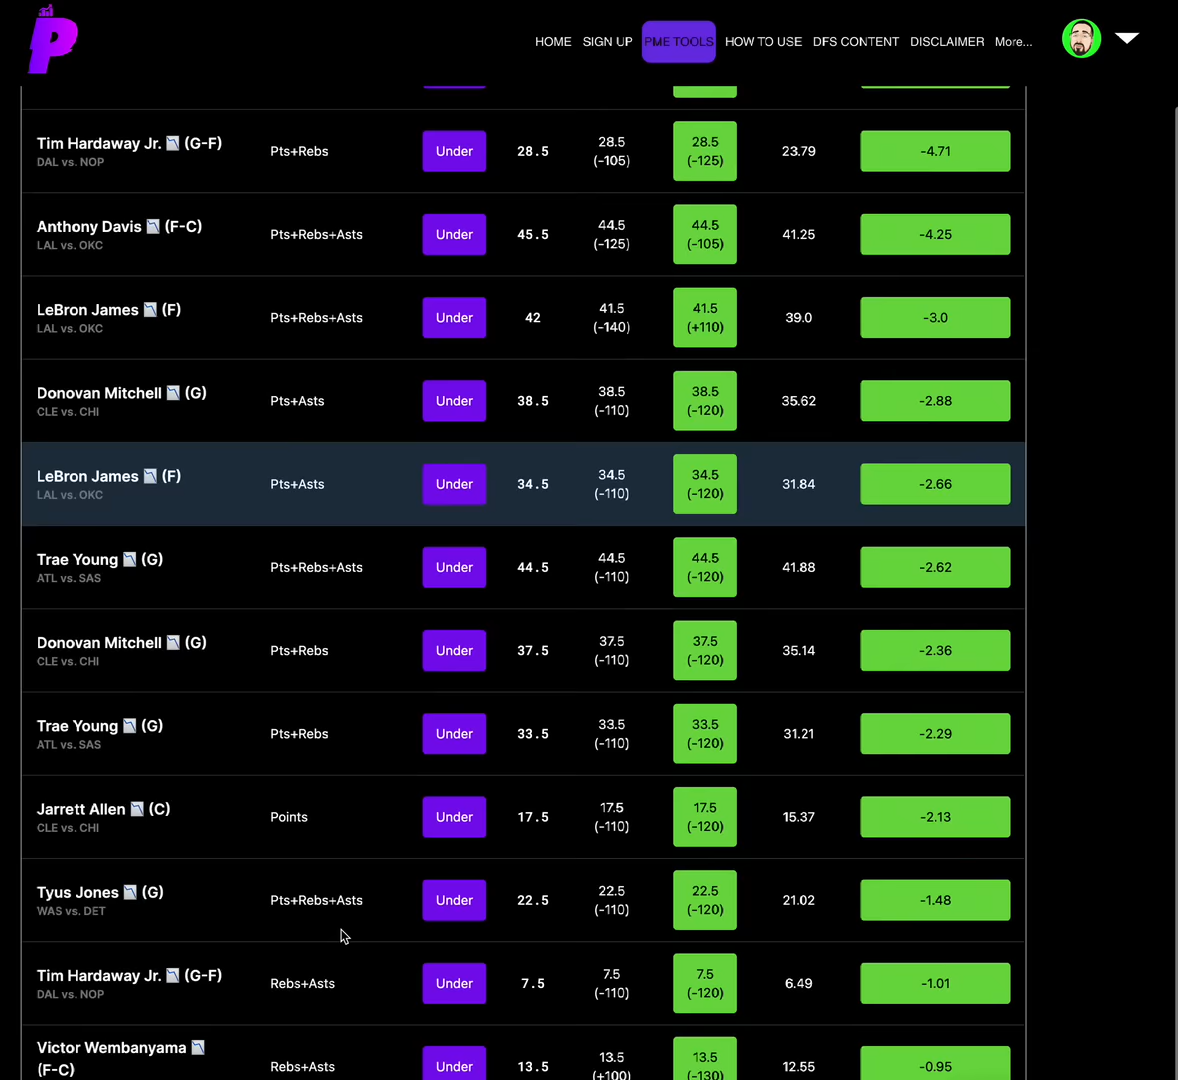 P
HOME SIGN UP PME TOOLS HOW TO USE DFS CONTENT DISCLAIMER More...
Tim Hardaway Jr. (G-F)
DAL vs. NOP
Pts+Rebs
Under
28.5
28.5
(-105)
28.5
(-125)
23.79
-4.71
Anthony Davis (F-C)
LAL vs. OKC
Pts+Rebs+Asts
Under
45.5
44.5
(-125)
44.5
(-105)
41.25
-4.25
LeBron James (F)
LAL vs. OKC
Pts+Rebs+Asts
Under
42
41.5
(-140)
41.5
(+110)
39.0
-3.0
Donovan Mitchell (G)
CLE vs. CHI
Pts+Asts
Under
38.5
38.5
(-110)
38.5
(-120)
35.62
-2.88
LeBron James (F)
LAL vs. OKC
Pts+Asts
Under
34.5
34.5
(-110)
34.5
(-120)
31.84
-2.66
Trae Young (G)
ATL vs. SAS
Pts+Rebs+Asts
Under
44.5
44.5
(-110)
44.5
(-120)
41.88
-2.62
Donovan Mitchell (G)
CLE vs. CHI
Pts+Rebs
Under
37.5
37.5
(-110)
37.5
(-120)
35.14
-2.36
Trae Young (G)
ATL vs. SAS
Pts+Rebs
Under
33.5
33.5
(-110)
33.5
(-120)
31.21
-2.29
Jarrett Allen (C)
CLE vs. CHI
Points
Under
17.5
17.5
(-110)
17.5
(-120)
15.37
-2.13
Tyus Jones (G)
WAS vs. DET
Pts+Rebs+Asts
Under
22.5
22.5
(-110)
22.5
(-120)
21.02
-1.48
Tim Hardaway Jr. (G-F)
DAL vs. NOP
Rebs+Asts
Under
7.5
7.5
(-110)
7.5
(-120)
6.49
-1.01
Victor Wembanyama
(F-C)
Rebs+Asts
Under
13.5
13.5
(+100)
13.5
(-130)
12.55
-0.95